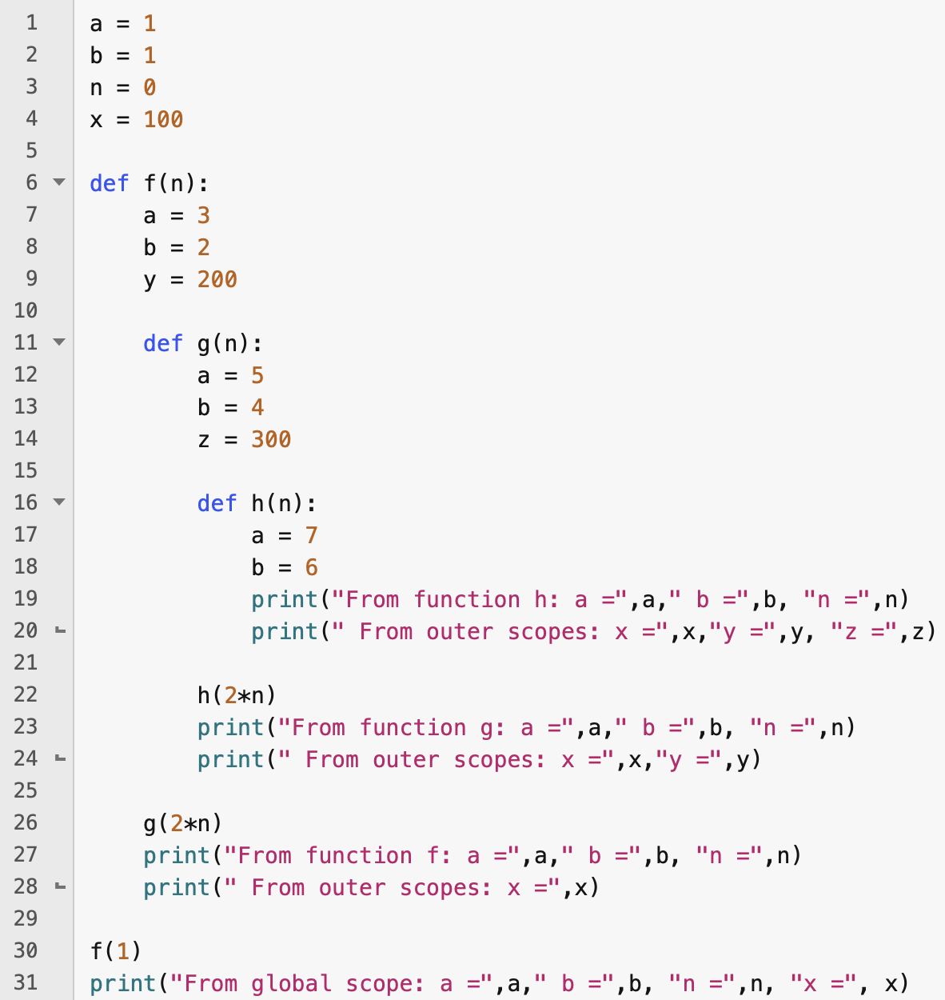 1 a = 1
2 b = 1
3 n = 0
4 x = 100
5
6 def f(n):
7     a = 3
8     b = 2
9     y = 200
10
11     def g(n):
12         a = 5
13         b = 4
14         z = 300
15
16         def h(n):
17             a = 7
18             b = 6
19             print("From function h: a =",a," b =",b, "n =",n)
20             print(" From outer scopes: x =",x,"y =",y, "z =",z)
21
22         h(2*n)
23         print("From function g: a =",a," b =",b, "n =",n)
24         print(" From outer scopes: x =",x,"y =",y)
25
26     g(2*n)
27     print("From function f: a =",a," b =",b, "n =",n)
28     print(" From outer scopes: x =",x)
29
30 f(1)
31 print("From global scope: a =",a," b =",b, "n =",n, "x =", x)